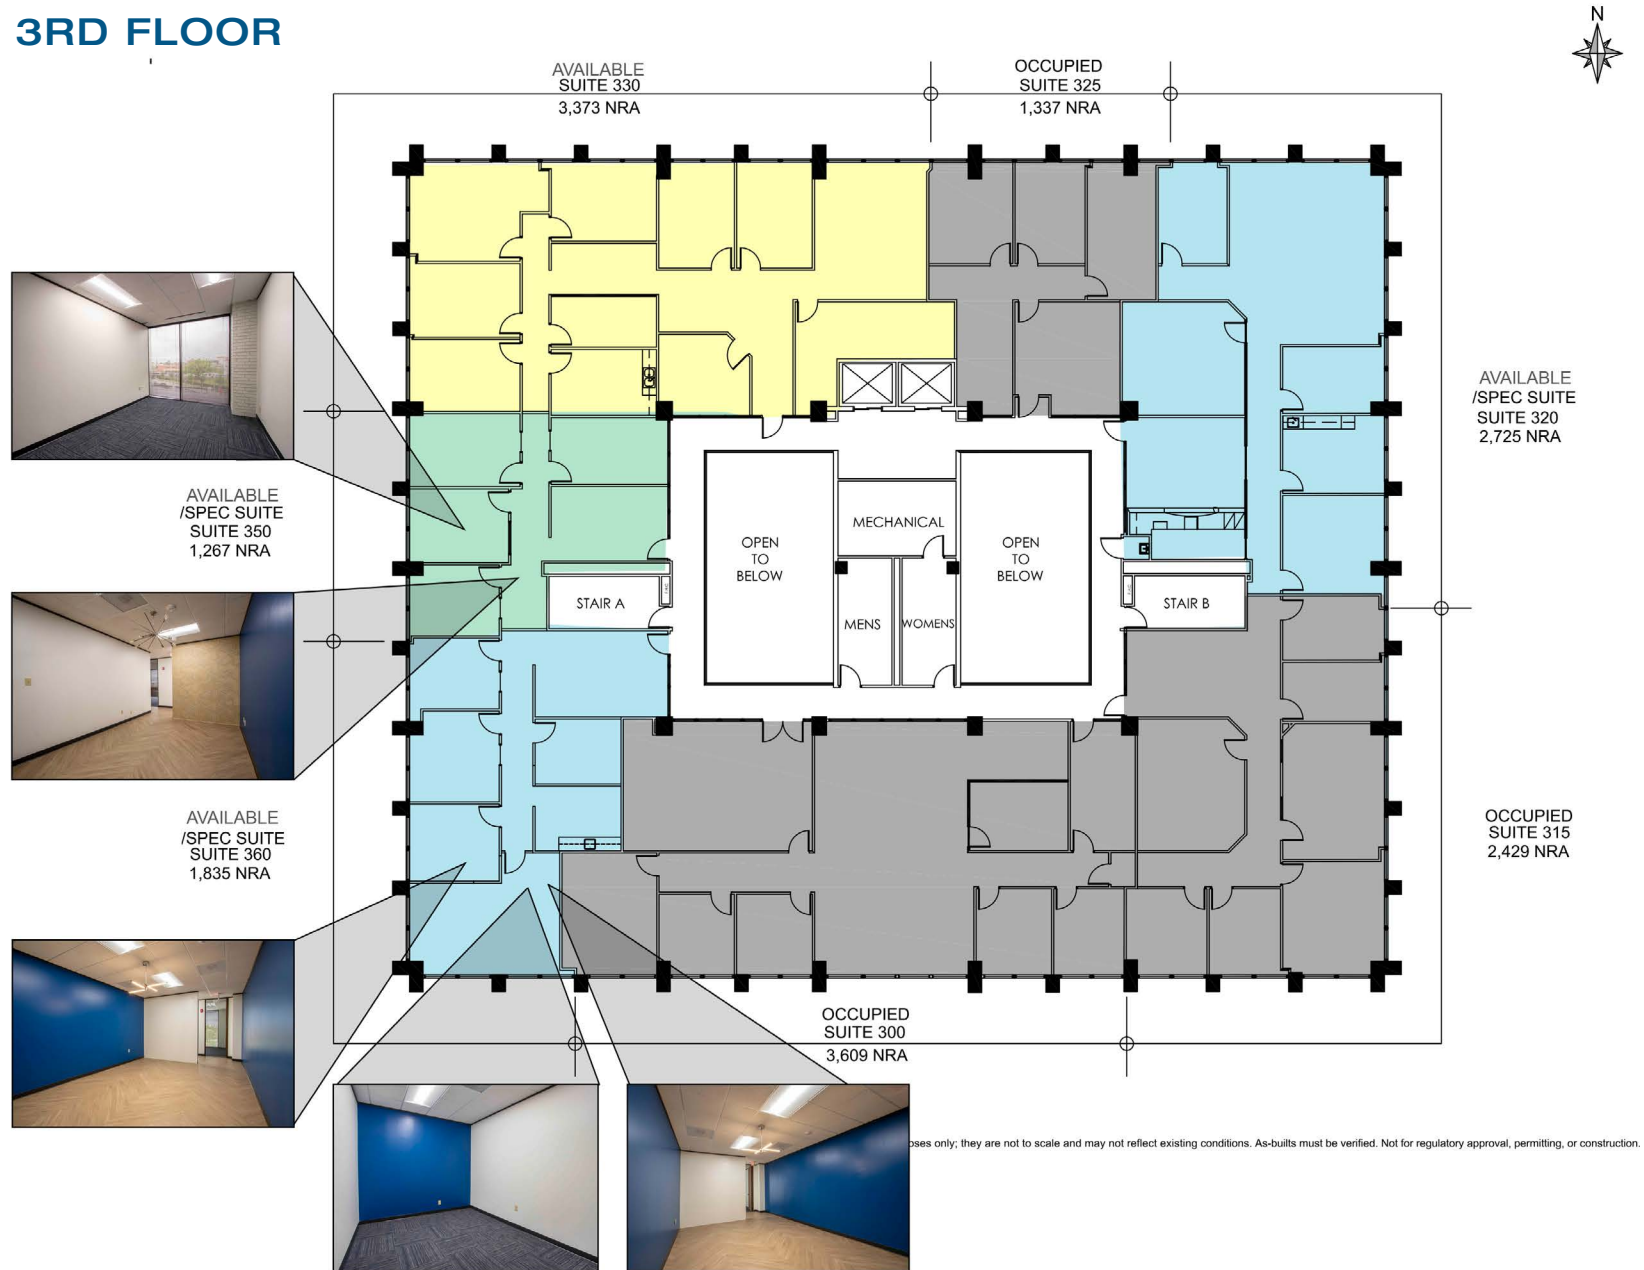 3RD FLOOR
N
AVAILABLE
SUITE 330
3,373 NRA
OCCUPIED
SUITE 325
1,337 NRA
AVAILABLE
/SPEC SUITE
SUITE 320
2,725 NRA
AVAILABLE
/SPEC SUITE
SUITE 350
1,267 NRA
MECHANICAL
OPEN
TO
BELOW
OPEN
TO
BELOW
STAIR A
STAIR B
MENS
WOMENS
AVAILABLE
/SPEC SUITE
SUITE 360
1,835 NRA
OCCUPIED
SUITE 315
2,429 NRA
OCCUPIED
SUITE 300
3,609 NRA
only; they are not to scale and may not reflect existing conditions. As-builts must be verified. Not for regulatory approval, permitting, or construction.